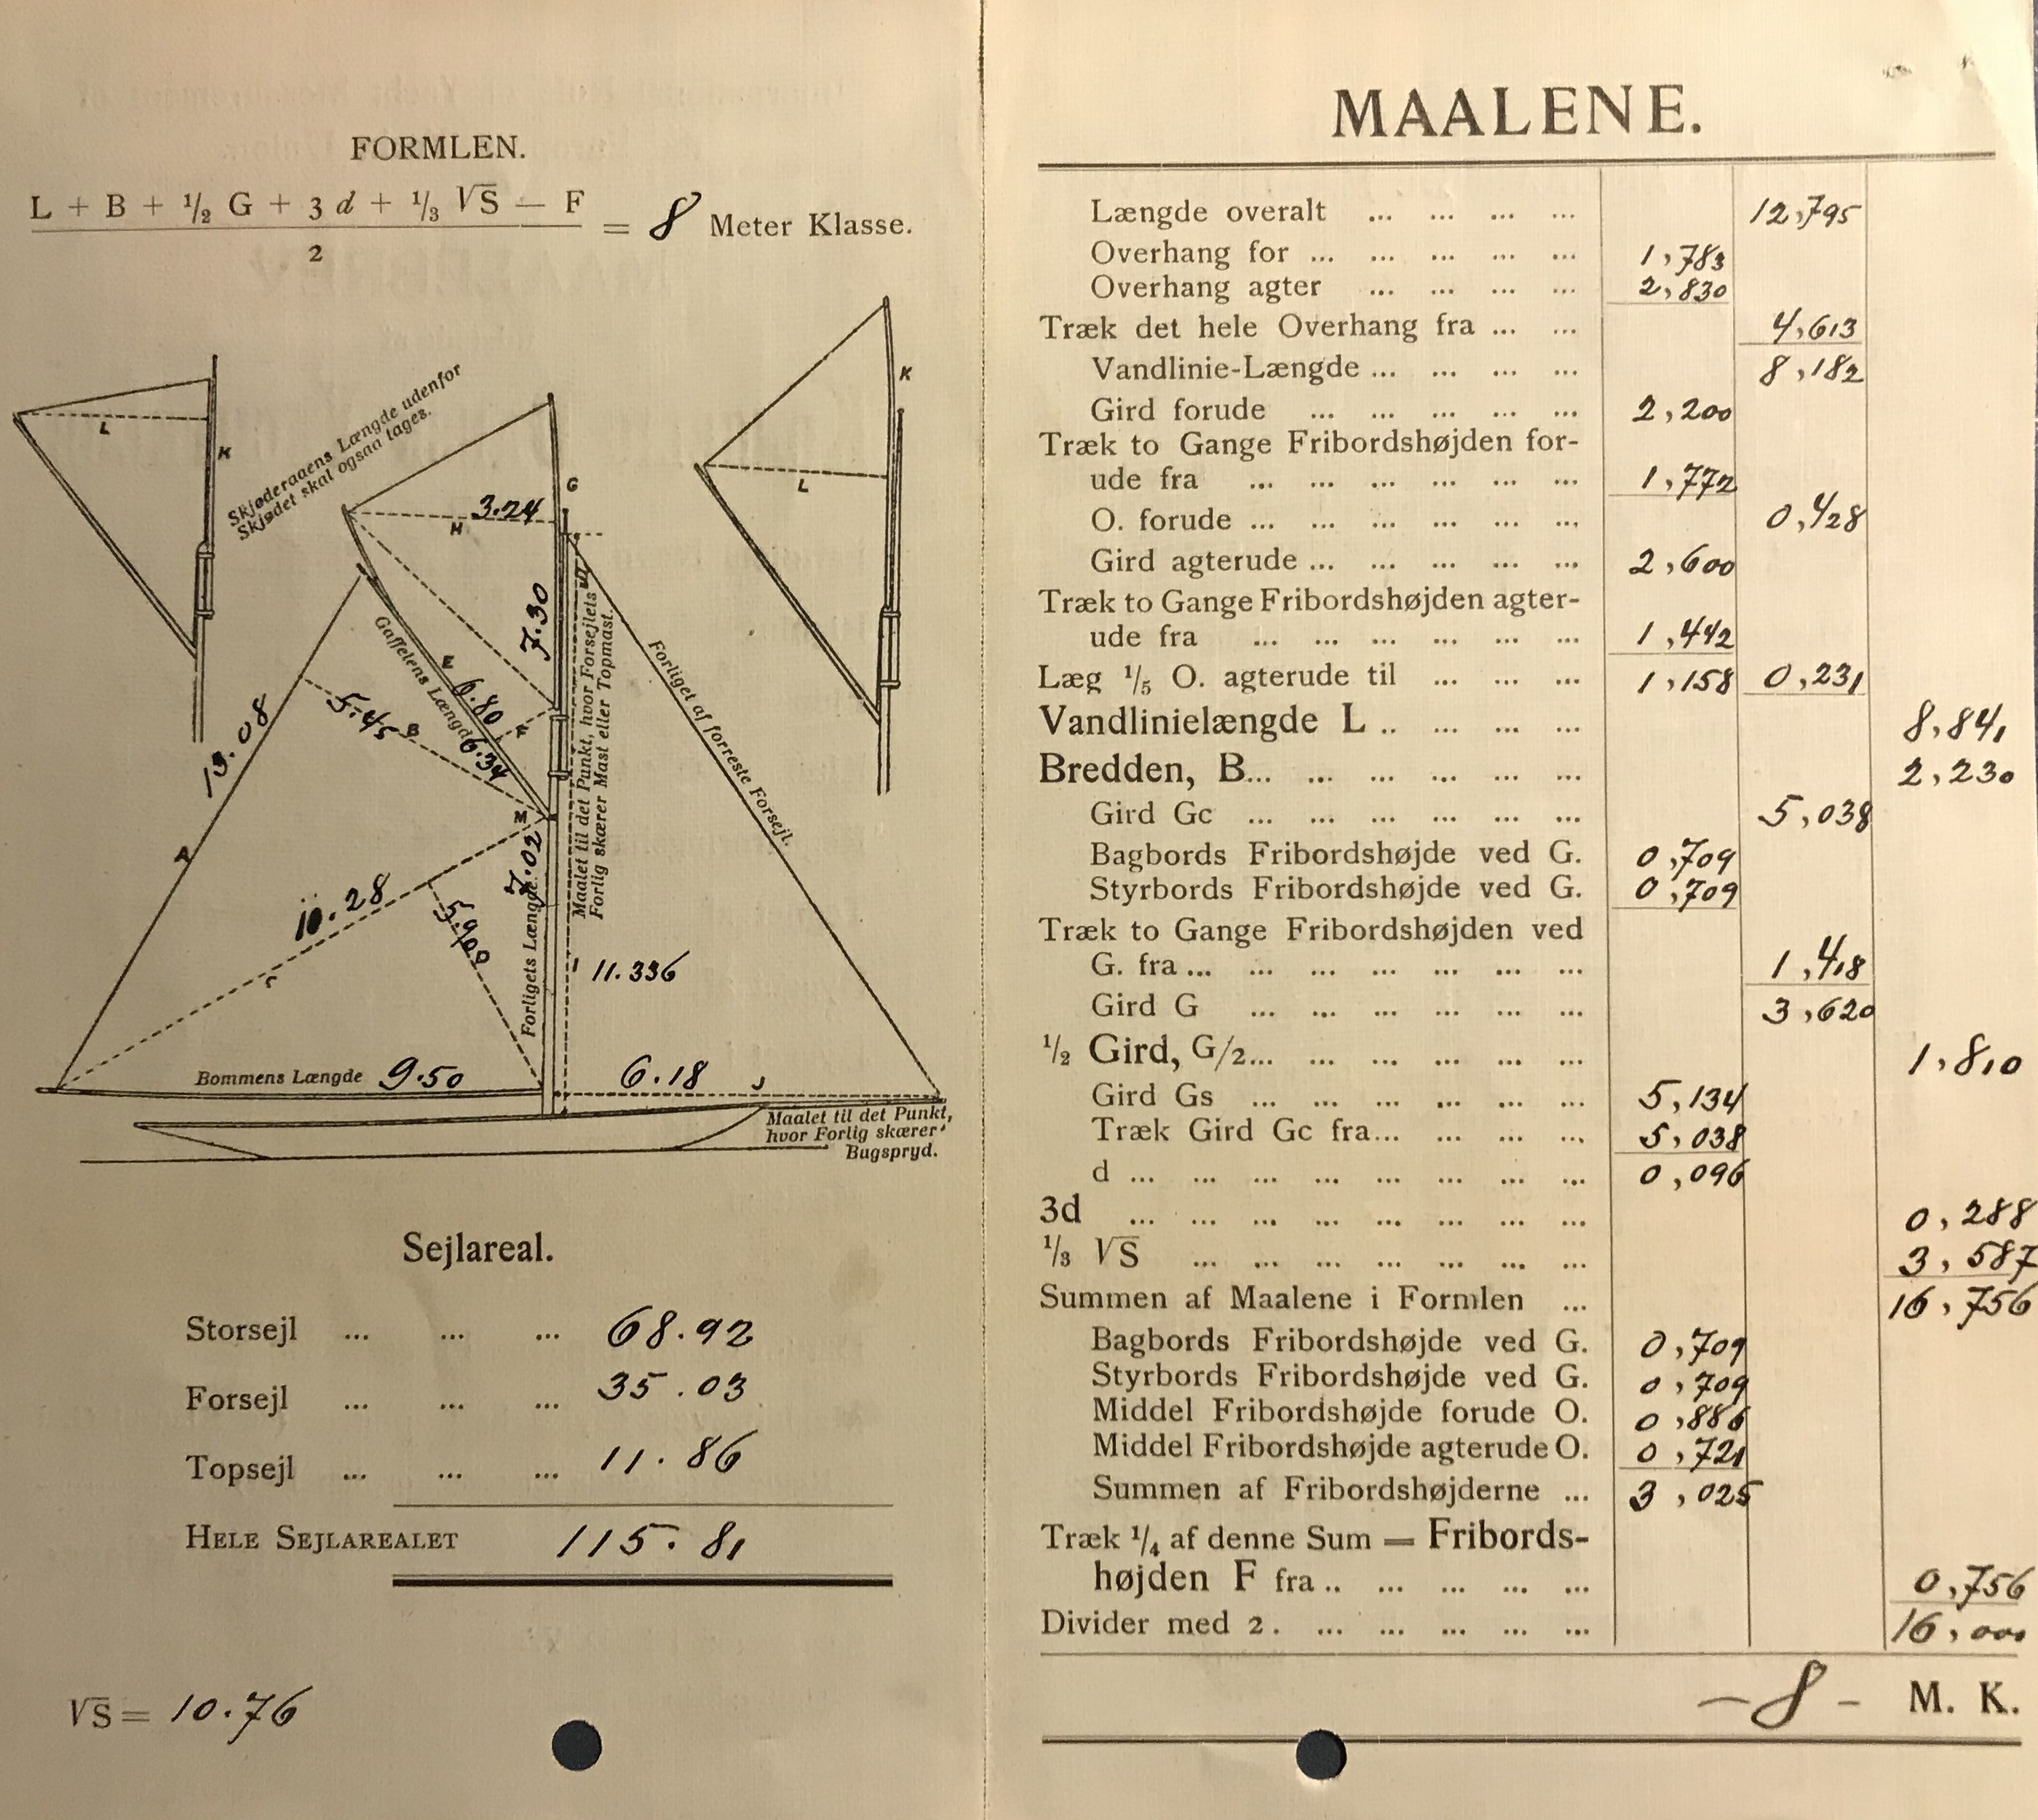 FORMLEN.
L + B + ½ G + 3 d + ⅓ √S — F
2
= 8 Meter Klasse.
K
L
Skjøderaaens Længde udenfor
Skjødet skal ogsaa tages.
K
L
G
3.24
H
7.30
Gaffelens Længde
E
6.80
6.34
F
5.45
B
13.08
A
M
7.02
Forligets Længde.
Maalet til det Punkt, hvor Forsejlets
Forlig skærer Mast eller Topmast.
Forliget af forreste Forsejl.
10.28
C
5.90
D
I 11.336
Bommens Længde 9.50
6.18 J
Maalet til det Punkt,
hvor Forlig skærer
Bugspryd.
Sejlareal.
Storsejl ... ... ... 68.92
Forsejl ... ... ... 35.03
Topsejl ... ... ... 11.86
HELE SEJLAREALET 115.81
√S = 10.76
MAALENE.
Længde overalt ... ... ... ... 12,795
Overhang for ... ... ... ... ... 1,783
Overhang agter ... ... ... ... 2,830
Træk det hele Overhang fra ... ... 4,613
Vandlinie-Længde ... ... ... ... 8,182
Gird forude ... ... ... ... ... 2,200
Træk to Gange Fribordshøjden for-
ude fra ... ... ... ... ... ... 1,772
O. forude ... ... ... ... ... ... 0,428
Gird agterude ... ... ... ... ... 2,600
Træk to Gange Fribordshøjden agter-
ude fra ... ... ... ... ... ... 1,442
Læg ⅕ O. agterude til ... ... ... 1,158 0,231
Vandlinielængde L .. ... ... ... 8,841
Bredden, B... ... ... ... ... ... 2,230
Gird Gc ... ... ... ... ... ... 5,038
Bagbords Fribordshøjde ved G. 0,709
Styrbords Fribordshøjde ved G. 0,709
Træk to Gange Fribordshøjden ved
G. fra ... ... ... ... ... ... ... 1,418
Gird G ... ... ... ... ... ... 3,620
½ Gird, G/2... ... ... ... ... ... 1,810
Gird Gs ... ... ... ... ... ... 5,134
Træk Gird Gc fra... ... ... ... 5,038
d ... ... ... ... ... ... ... ... 0,096
3d ... ... ... ... ... ... ... ... 0,288
⅓ √S ... ... ... ... ... ... ... 3,587
Summen af Maalene i Formlen ... 16,756
Bagbords Fribordshøjde ved G. 0,709
Styrbords Fribordshøjde ved G. 0,709
Middel Fribordshøjde forude O. 0,886
Middel Fribordshøjde agterude O. 0,721
Summen af Fribordshøjderne ... 3,025
Træk ¼ af denne Sum = Fribords-
højden F fra .. ... ... ... ... 0,756
Divider med 2. ... ... ... ... ... 16,000
– 8 – M. K.